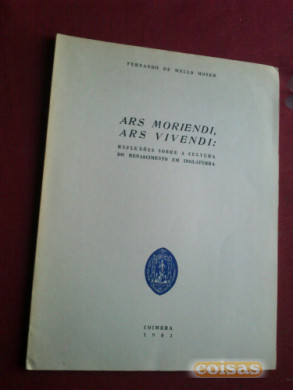 FERNANDO DE MELLO MOSER
ARS MORIENDI,
ARS VIVENDI:
REFLEXÕES SOBRE A CULTURA
DO RENASCIMENTO EM INGLATERRA
COIMBRA
coisas